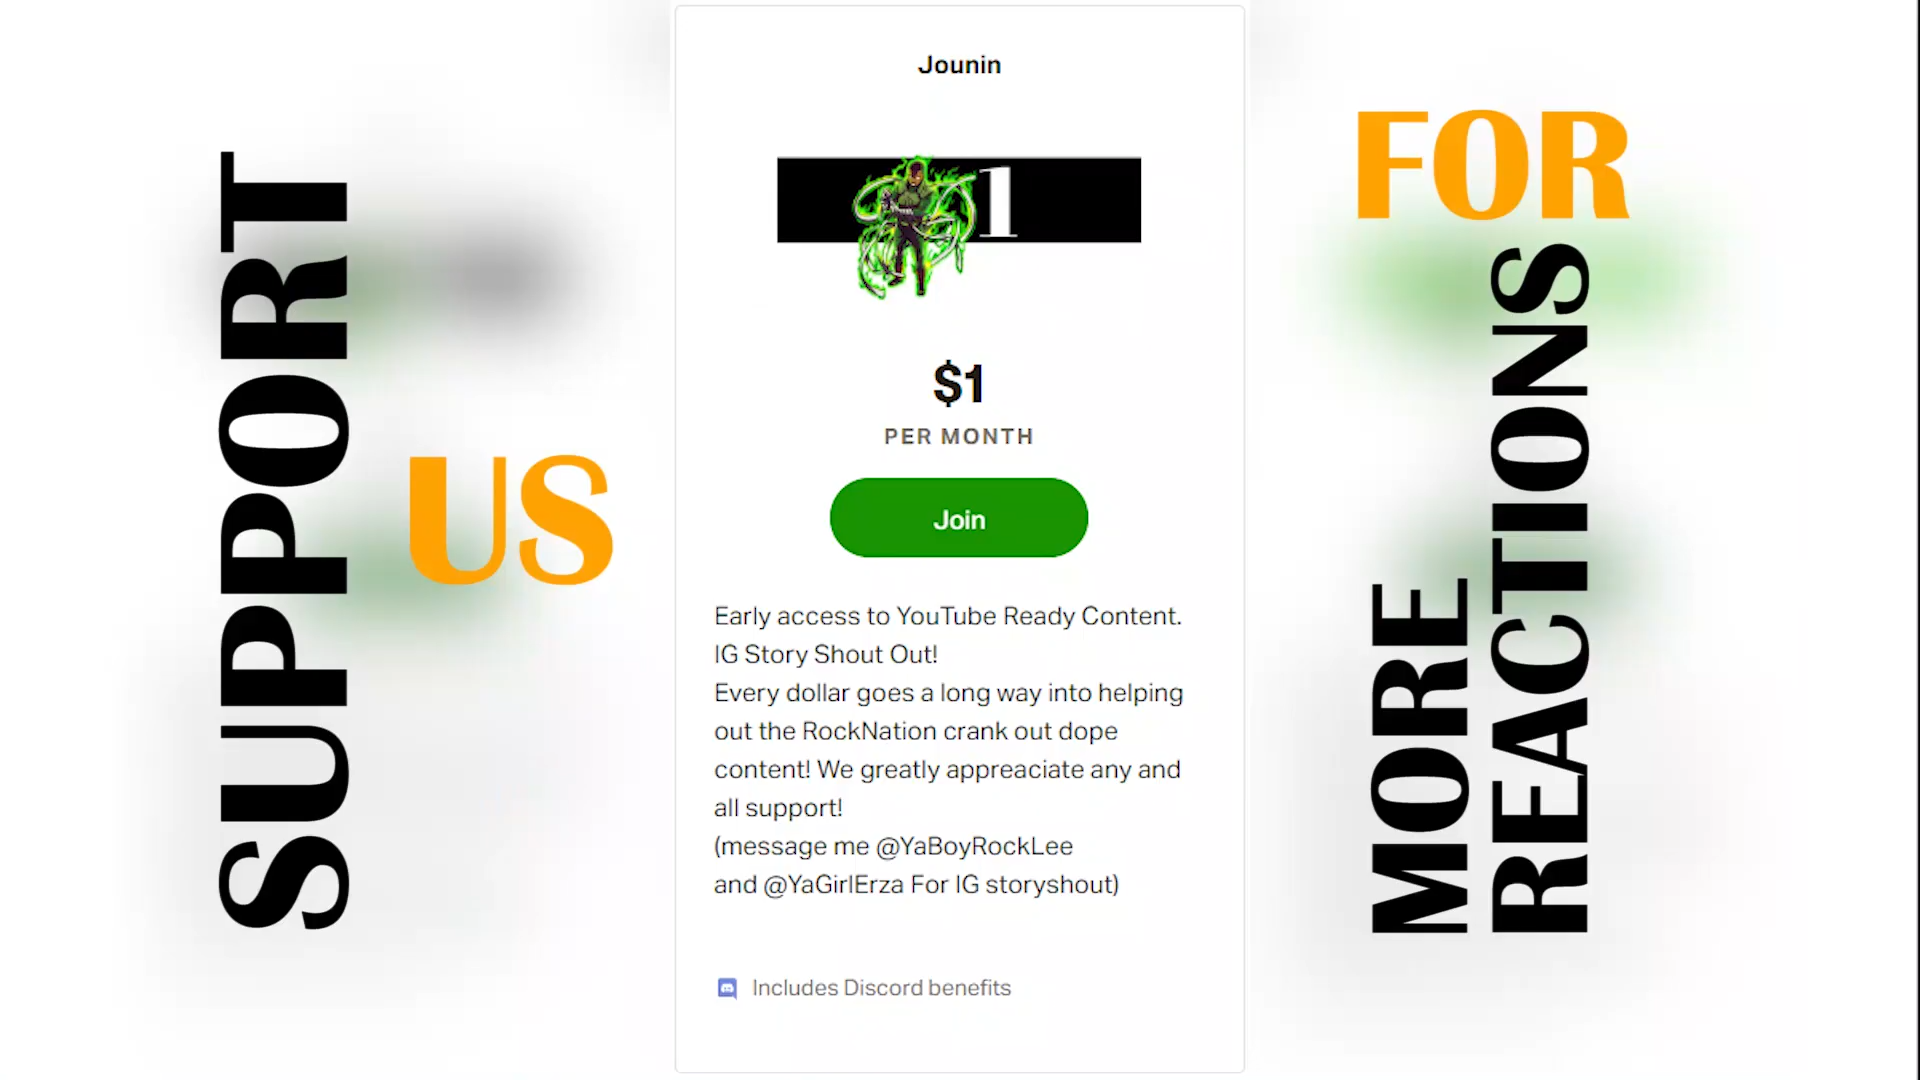 SUPPORT
US
Jounin
1
$1
PER MONTH
Join
Early access to YouTube Ready Content.
IG Story Shout Out!
Every dollar goes a long way into helping
out the RockNation crank out dope
content! We greatly appreaciate any and
all support!
(message me @YaBoyRockLee
and @YaGirlErza For IG storyshout)
Includes Discord benefits
FOR
MORE
REACTIONS